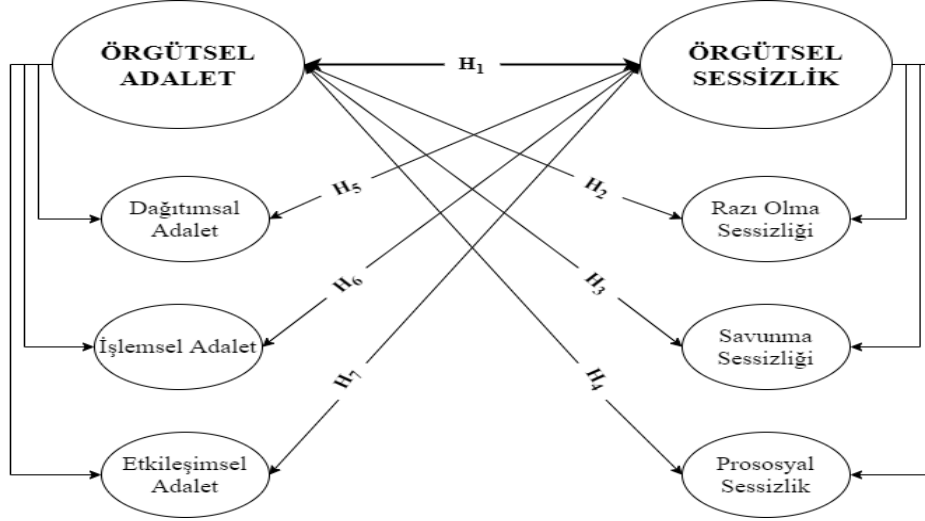 ÖRGÜTSEL
ADALET
H₁
ÖRGÜTSEL
SESSİZLİK
Dağıtımsal
Adalet
H₅
H₂
Razı Olma
Sessizliği
İşlemsel Adalet
H₆
H₃
Savunma
Sessizliği
Etkileşimsel
Adalet
H₇
H₄
Prososyal
Sessizlik